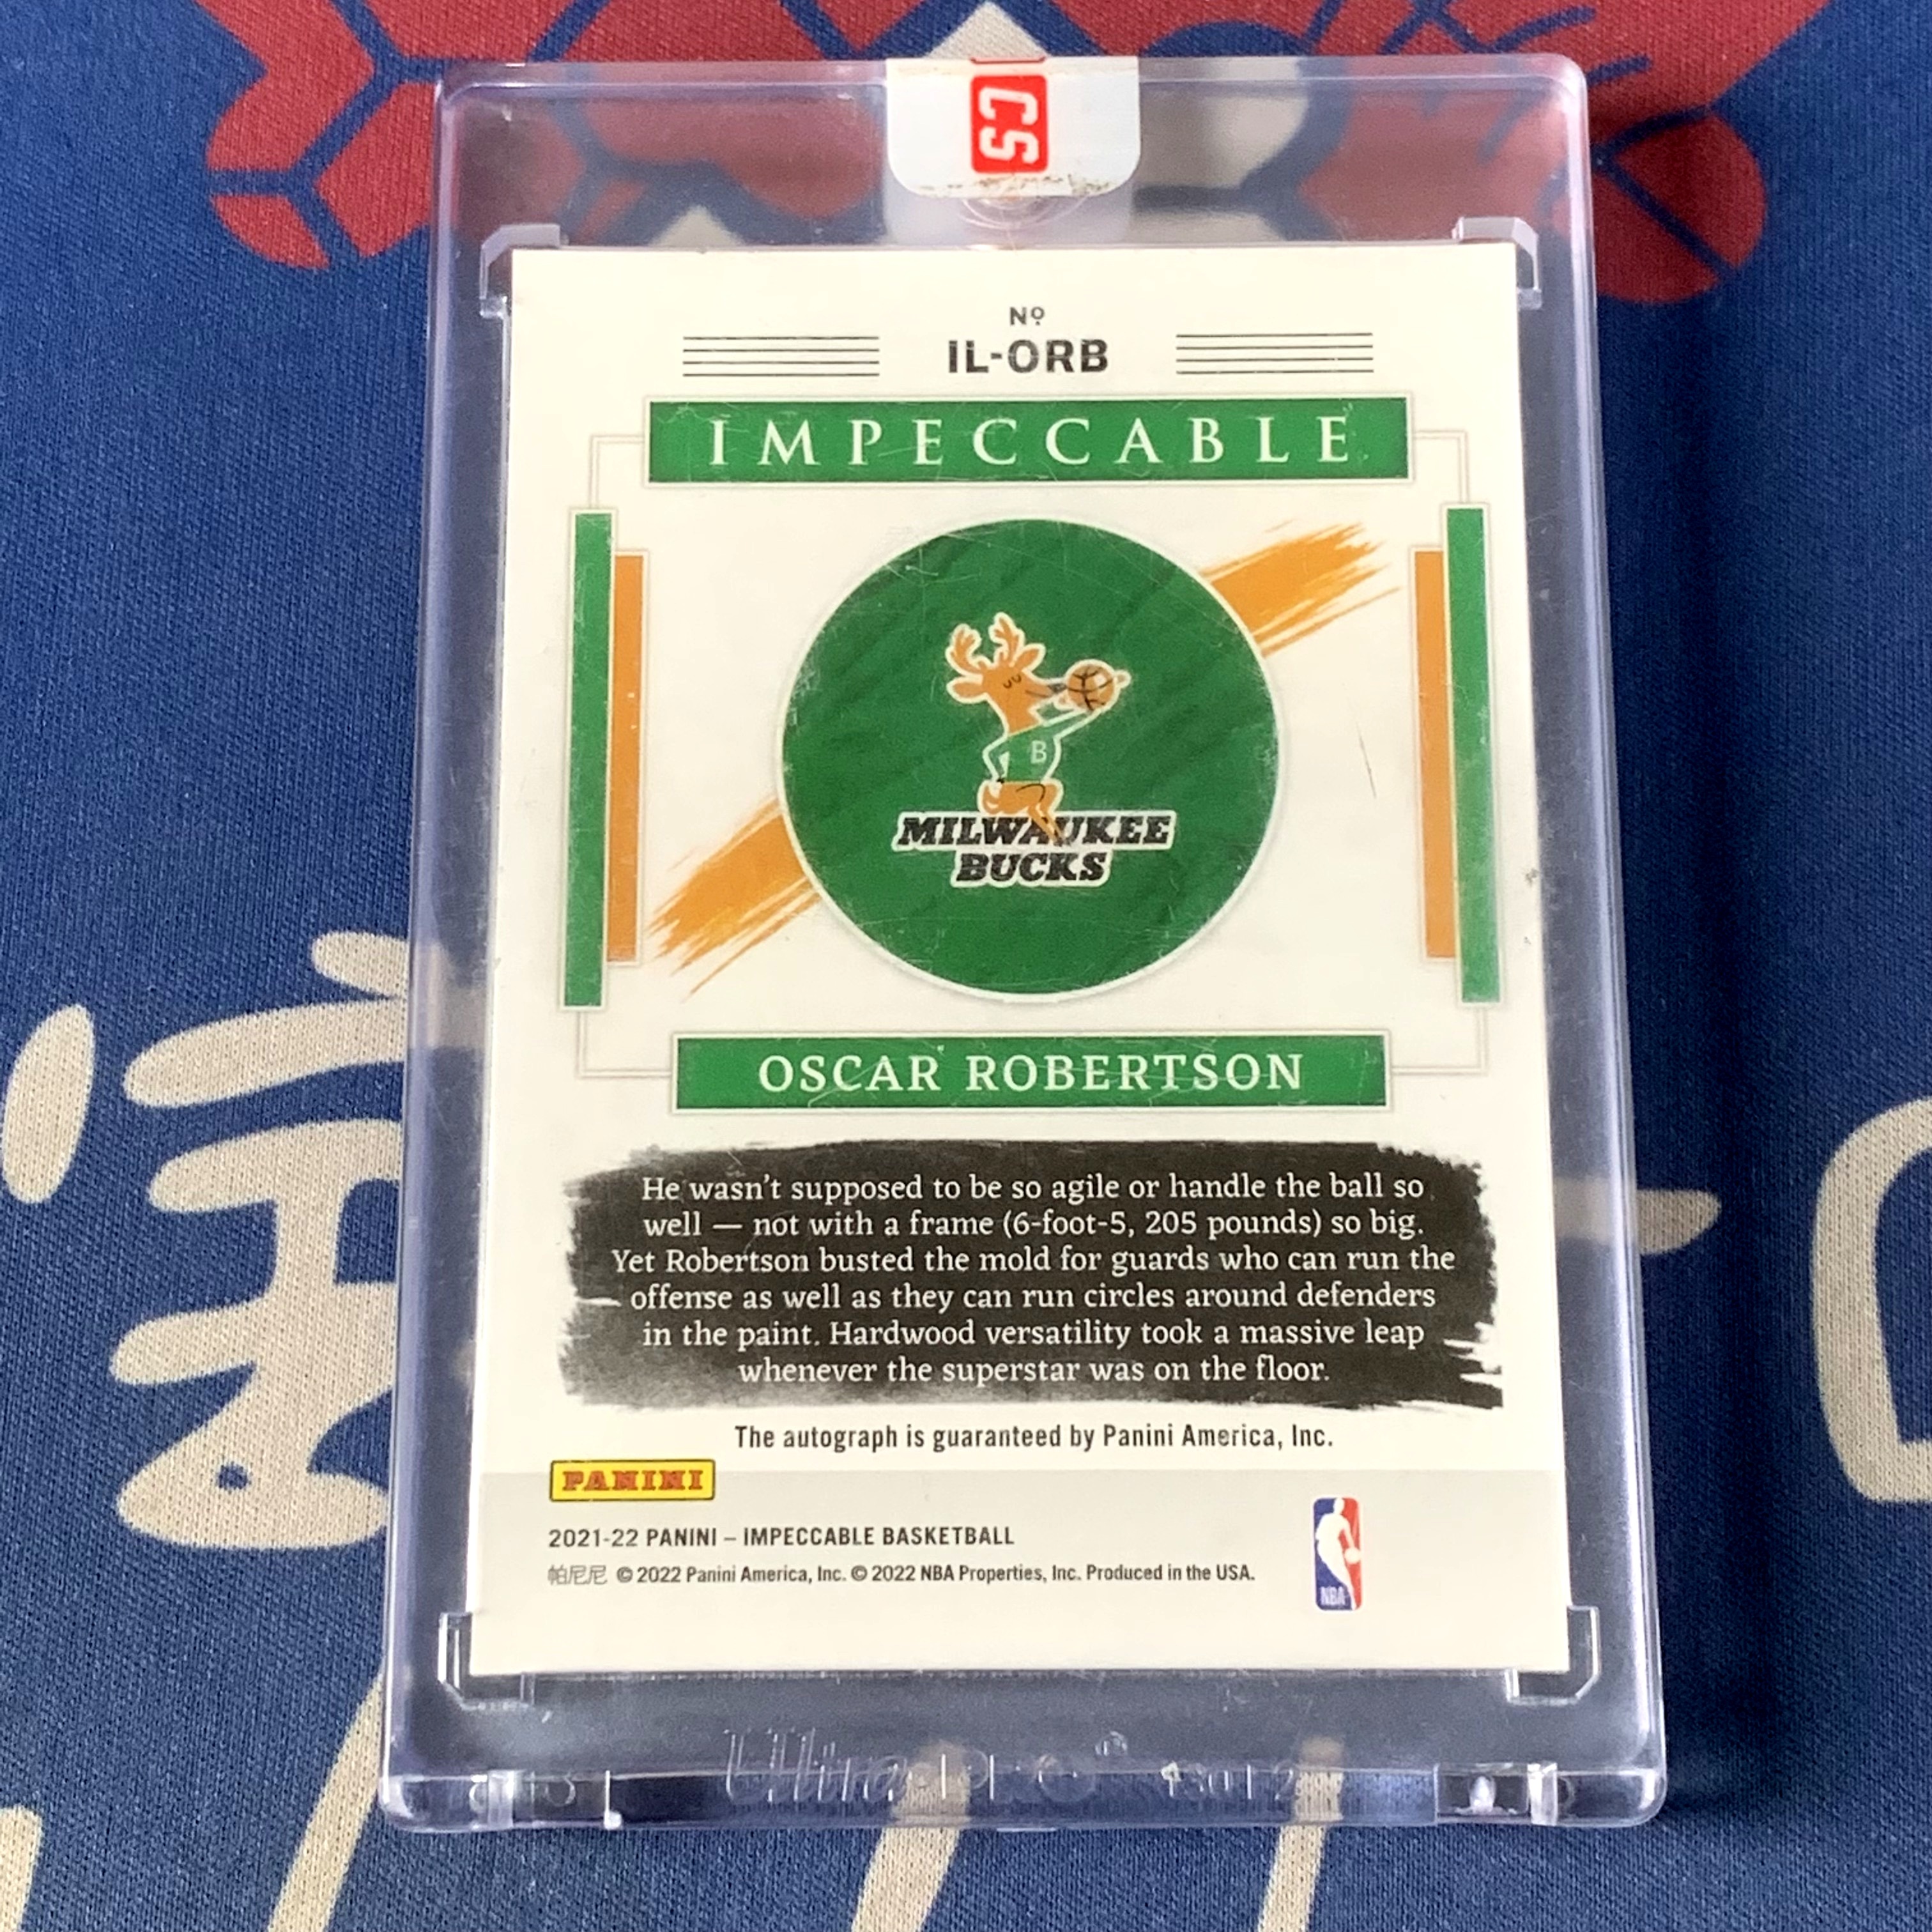 CS
Nº
IL-ORB
IMPECCABLE
B
MILWAUKEE
BUCKS
OSCAR ROBERTSON
He wasn't supposed to be so agile or handle the ball so
well — not with a frame (6-foot-5, 205 pounds) so big.
Yet Robertson busted the mold for guards who can run the
offense as well as they can run circles around defenders
in the paint. Hardwood versatility took a massive leap
whenever the superstar was on the floor.
The autograph is guaranteed by Panini America, Inc.
PANINI
2021-22 PANINI – IMPECCABLE BASKETBALL
帕尼尼 © 2022 Panini America, Inc. © 2022 NBA Properties, Inc. Produced in the USA.
NBA
Ultra PRO